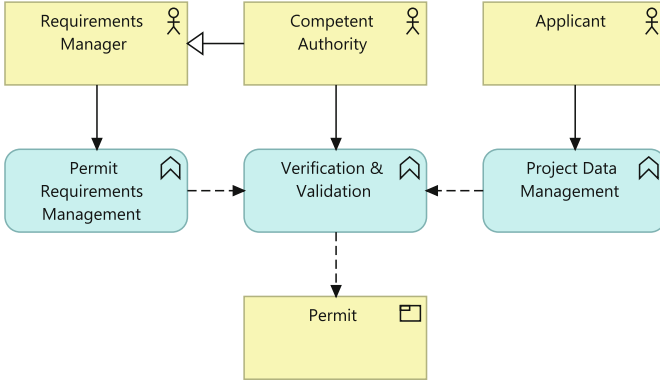 Requirements
Manager
Competent
Authority
Applicant
Permit
Requirements
Management
Verification &
Validation
Project Data
Management
Permit